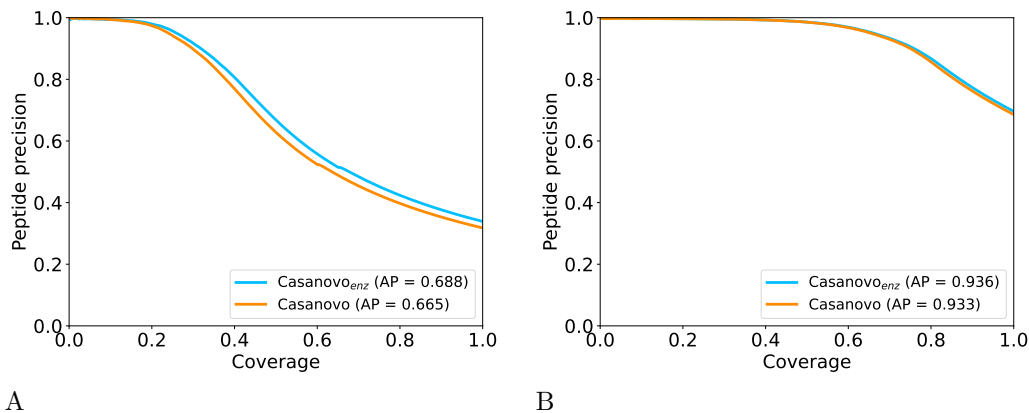 1.0
0.8
0.6
0.4
0.2
0.0
Peptide precision
Casanovo_enz (AP = 0.688)
Casanovo (AP = 0.665)
0.0 0.2 0.4 0.6 0.8 1.0
Coverage
A
1.0
0.8
0.6
0.4
0.2
0.0
Peptide precision
Casanovo_enz (AP = 0.936)
Casanovo (AP = 0.933)
0.0 0.2 0.4 0.6 0.8 1.0
Coverage
B